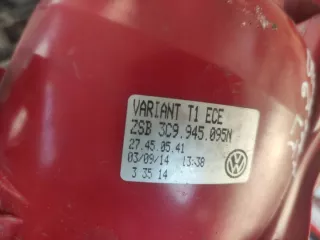 VARIANT T1 ECE
ZSB 3C9.945.095N
27.45.05.41
03/09/14 13:38
3 35 14